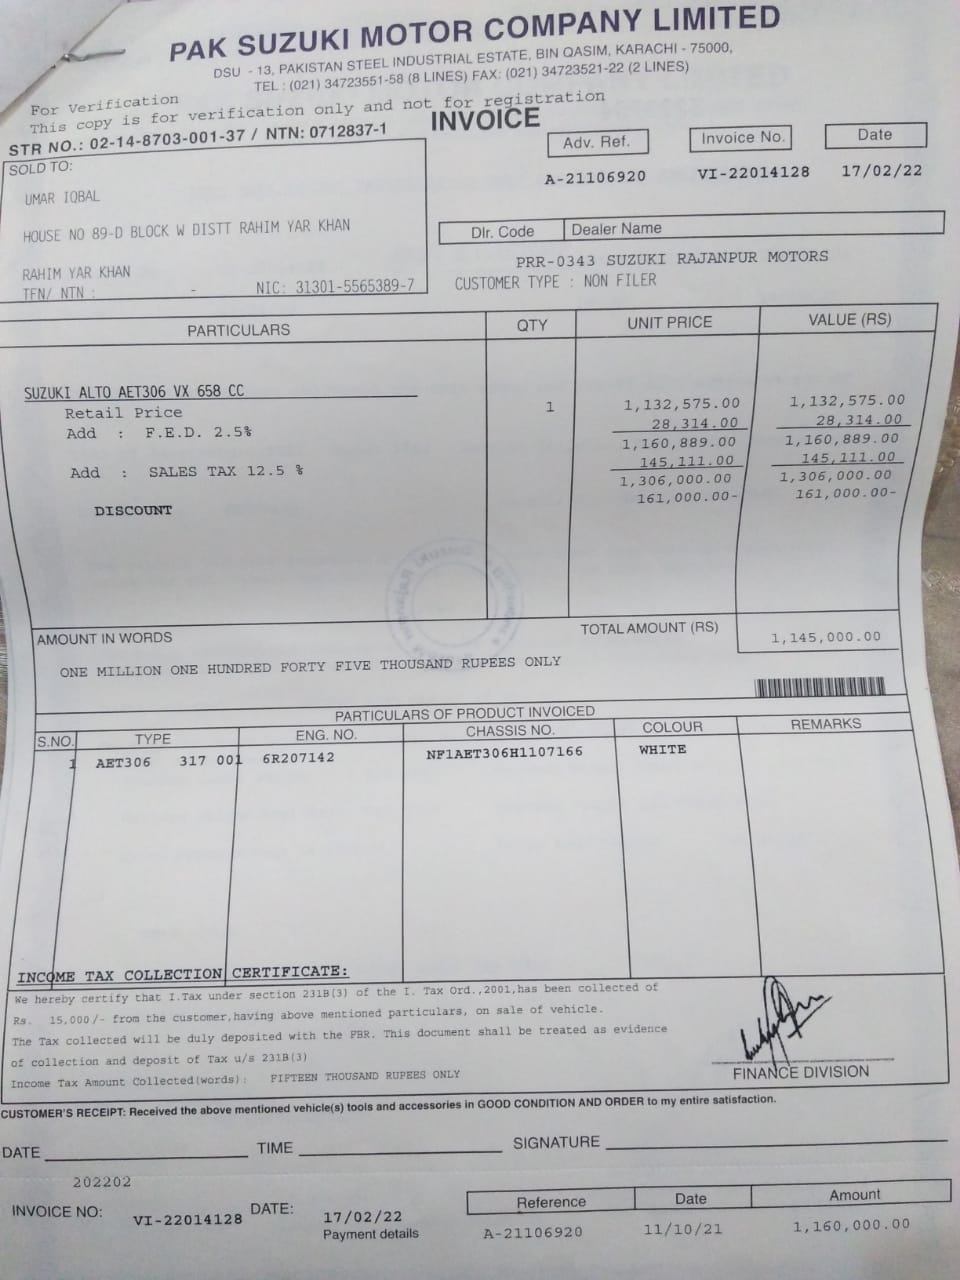 PAK SUZUKI MOTOR COMPANY LIMITED
DSU - 13, PAKISTAN STEEL INDUSTRIAL ESTATE, BIN QASIM, KARACHI - 75000,
TEL : (021) 34723551-58 (8 LINES) FAX: (021) 34723521-22 (2 LINES)
For Verification
This copy is for verification only and not for registration
STR NO.: 02-14-8703-001-37 / NTN: 0712837-1
INVOICE
Adv. Ref. Invoice No. Date
A-21106920 VI-22014128 17/02/22
SOLD TO:
UMAR IQBAL
HOUSE NO 89-D BLOCK W DISTT RAHIM YAR KHAN
RAHIM YAR KHAN
TFN/ NTN : - NIC: 31301-5565389-7
Dlr. Code Dealer Name
PRR-0343 SUZUKI RAJANPUR MOTORS
CUSTOMER TYPE : NON FILER
PARTICULARS QTY UNIT PRICE VALUE (RS)
SUZUKI ALTO AET306 VX 658 CC
Retail Price 1 1,132,575.00 1,132,575.00
Add : F.E.D. 2.5% 28,314.00 28,314.00
1,160,889.00 1,160,889.00
Add : SALES TAX 12.5 % 145,111.00 145,111.00
1,306,000.00 1,306,000.00
DISCOUNT 161,000.00- 161,000.00-
AMOUNT IN WORDS TOTAL AMOUNT (RS) 1,145,000.00
ONE MILLION ONE HUNDRED FORTY FIVE THOUSAND RUPEES ONLY
PARTICULARS OF PRODUCT INVOICED
S.NO. TYPE ENG. NO. CHASSIS NO. COLOUR REMARKS
1 AET306 317 001 6R207142 NF1AET306H1107166 WHITE
INCOME TAX COLLECTION CERTIFICATE:
We hereby certify that I.Tax under section 231B(3) of the I. Tax Ord.,2001,has been collected of
Rs. 15,000/- from the customer,having above mentioned particulars, on sale of vehicle.
The Tax collected will be duly deposited with the FBR. This document shall be treated as evidence
of collection and deposit of Tax u/s 231B(3)
Income Tax Amount Collected(words): FIFTEEN THOUSAND RUPEES ONLY
FINANCE DIVISION
CUSTOMER'S RECEIPT: Received the above mentioned vehicle(s) tools and accessories in GOOD CONDITION AND ORDER to my entire satisfaction.
DATE TIME SIGNATURE
202202
INVOICE NO: VI-22014128 DATE: 17/02/22
Payment details
Reference Date Amount
A-21106920 11/10/21 1,160,000.00